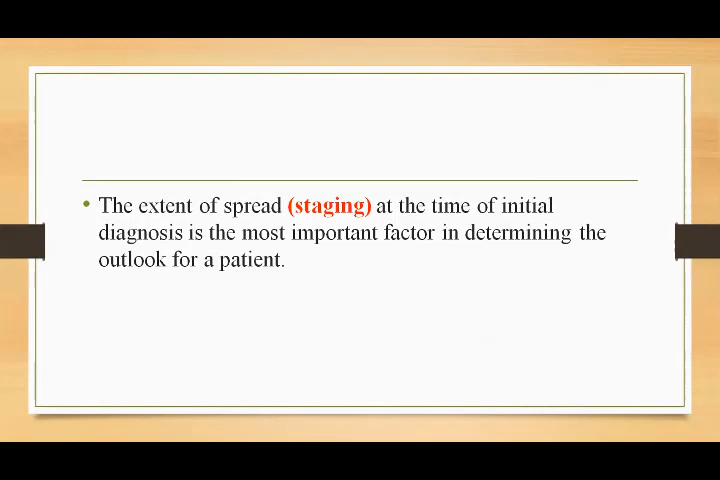 • The extent of spread (staging) at the time of initial
diagnosis is the most important factor in determining the
outlook for a patient.